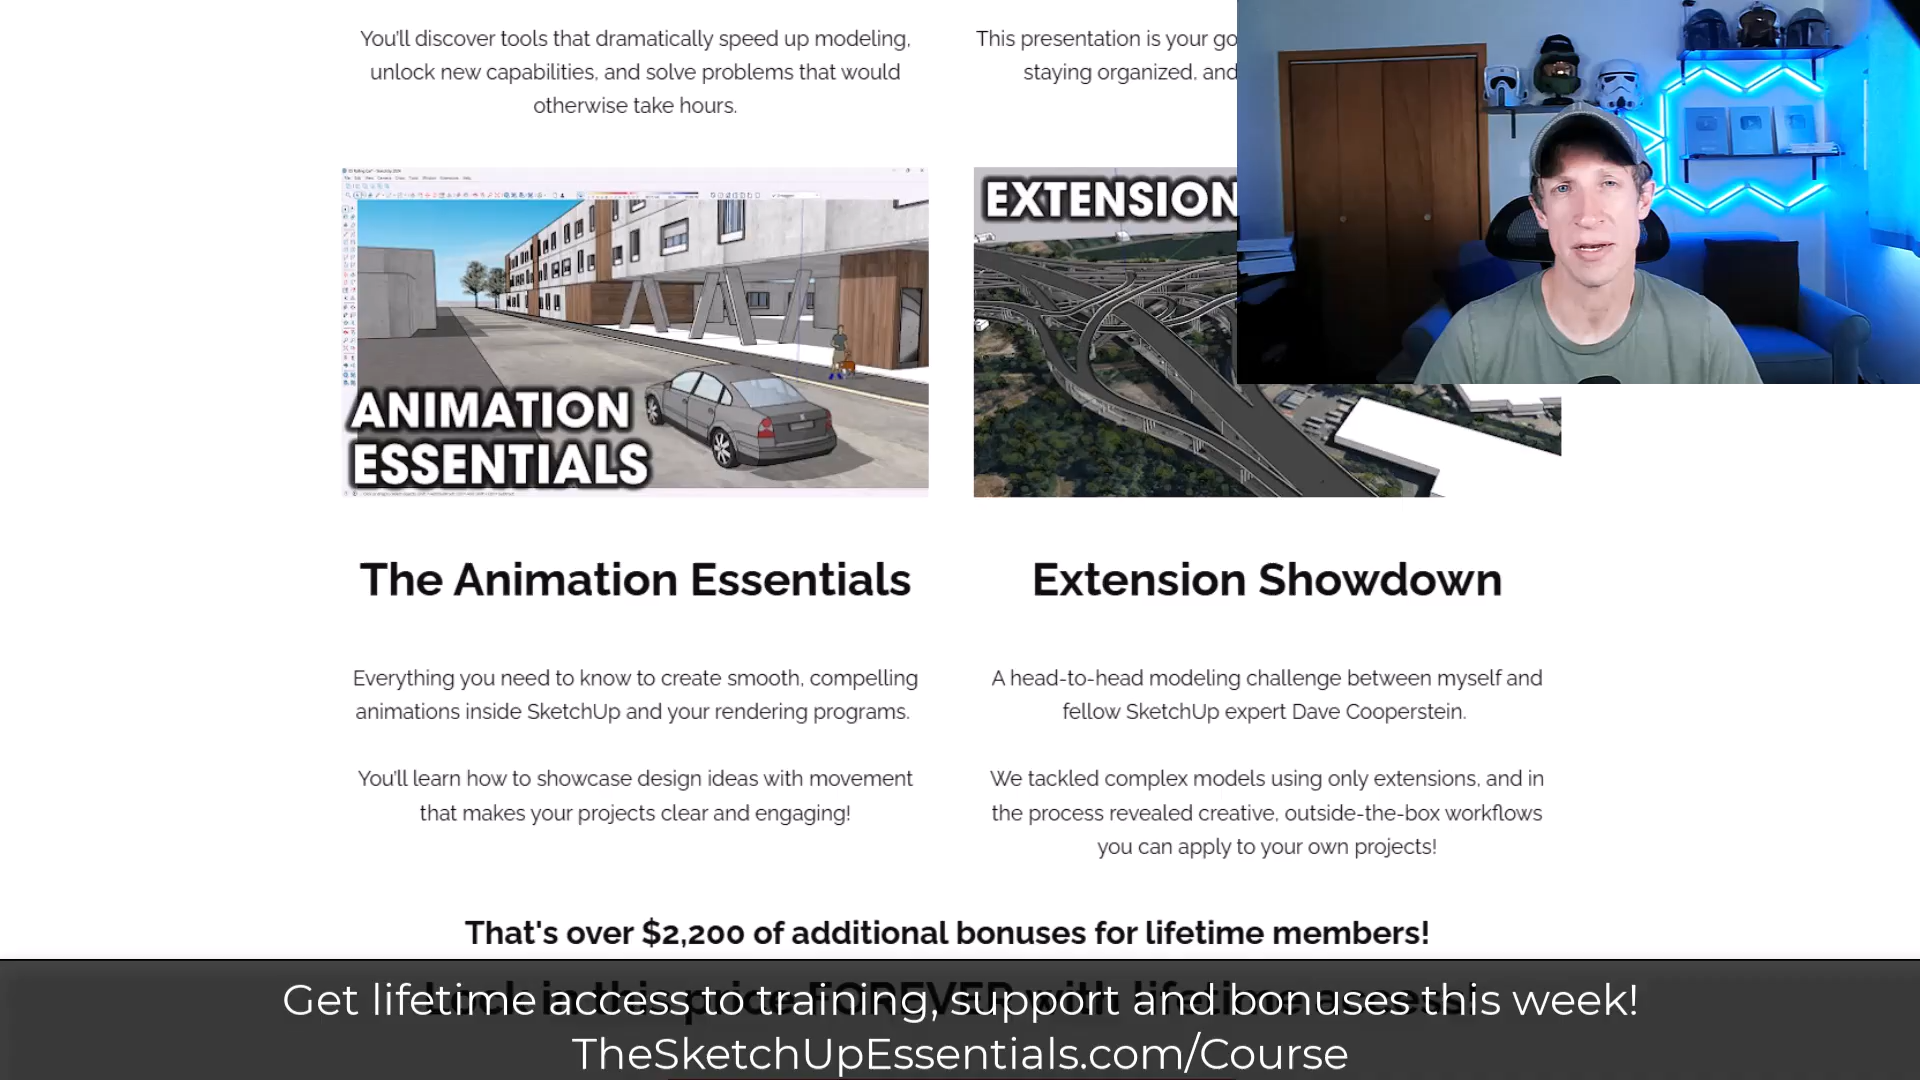 You'll discover tools that dramatically speed up modeling,
unlock new capabilities, and solve problems that would
otherwise take hours.
This presentation is your go
staying organized, and
ANIMATION
ESSENTIALS
EXTENSION
The Animation Essentials
Everything you need to know to create smooth, compelling
animations inside SketchUp and your rendering programs.
You'll learn how to showcase design ideas with movement
that makes your projects clear and engaging!
Extension Showdown
A head-to-head modeling challenge between myself and
fellow SketchUp expert Dave Cooperstein.
We tackled complex models using only extensions, and in
the process revealed creative, outside-the-box workflows
you can apply to your own projects!
That's over $2,200 of additional bonuses for lifetime members!
Get lifetime access to training, support and bonuses this week!
TheSketchUpEssentials.com/Course